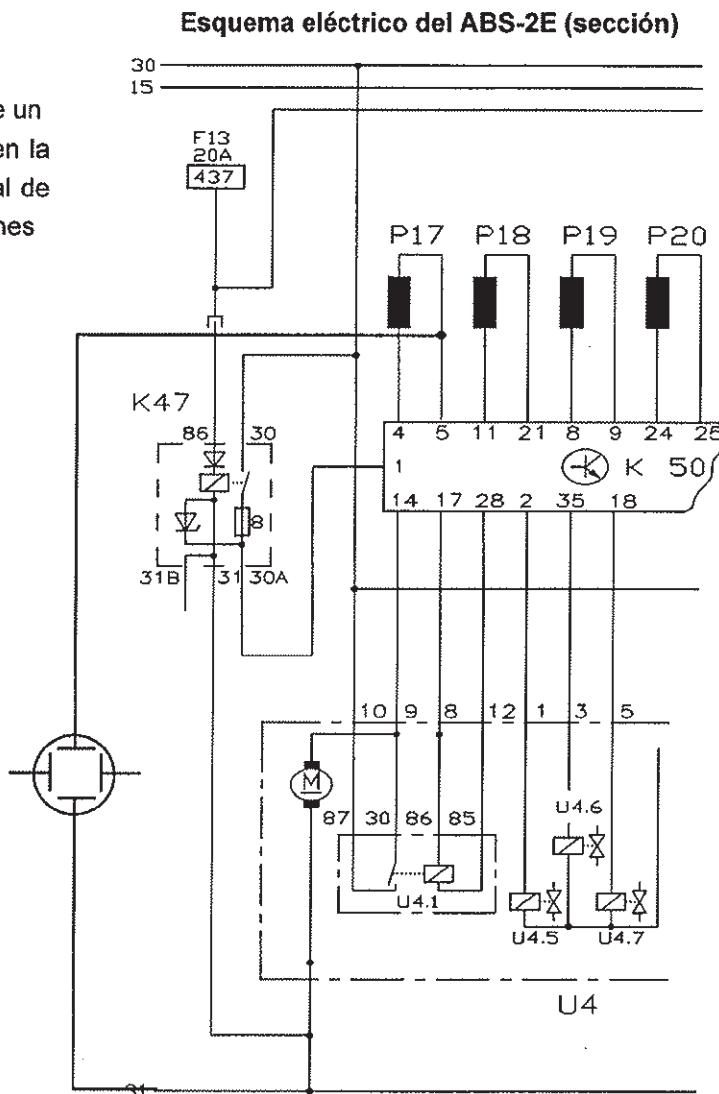 Esquema eléctrico del ABS-2E (sección)
30
15
e un
en la
al de
nes
F13
20A
437
P17 P18 P19 P20
K47
86 30
4 5 11 21 8 9 24 25
1
K 50
14 17 28 2 35 18
8
31B 31 30A
10 9 8 12 1 3 5
M
87 30 86 85
U4.6
U4.1
U4.5 U4.7
U4
31